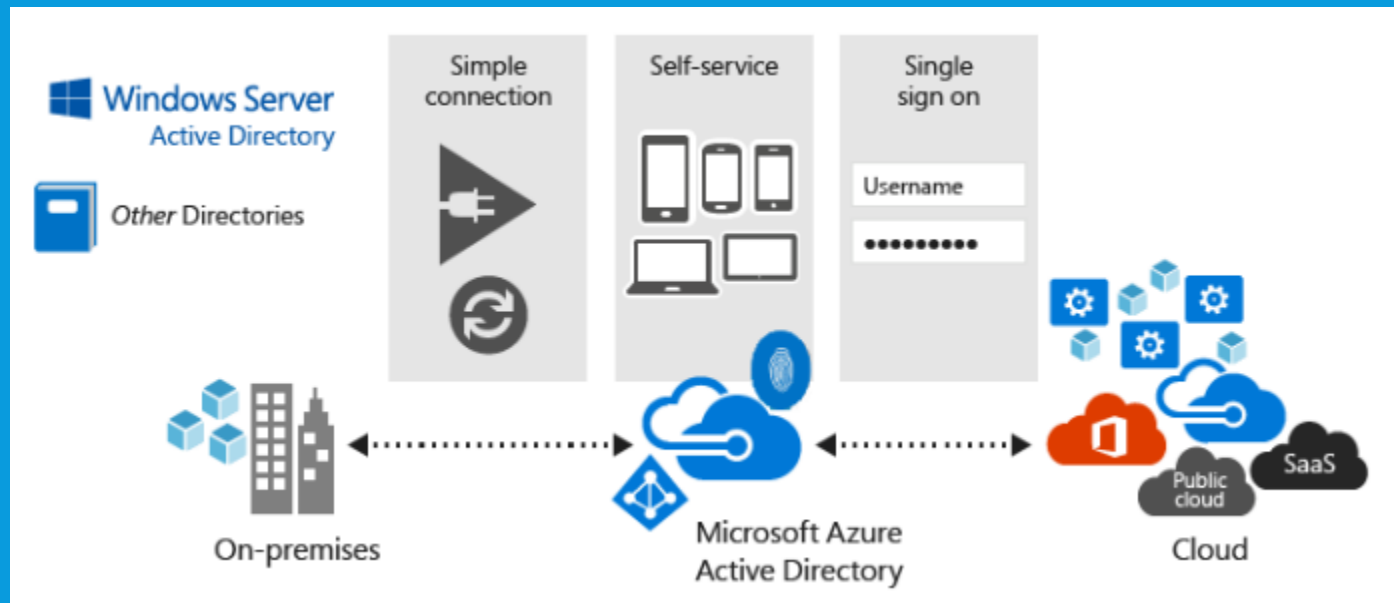 Windows Server
Active Directory
Other Directories
Simple
connection
Self-service
Single
sign on
Username
•••••••••
On-premises
Microsoft Azure
Active Directory
Public
cloud
SaaS
Cloud